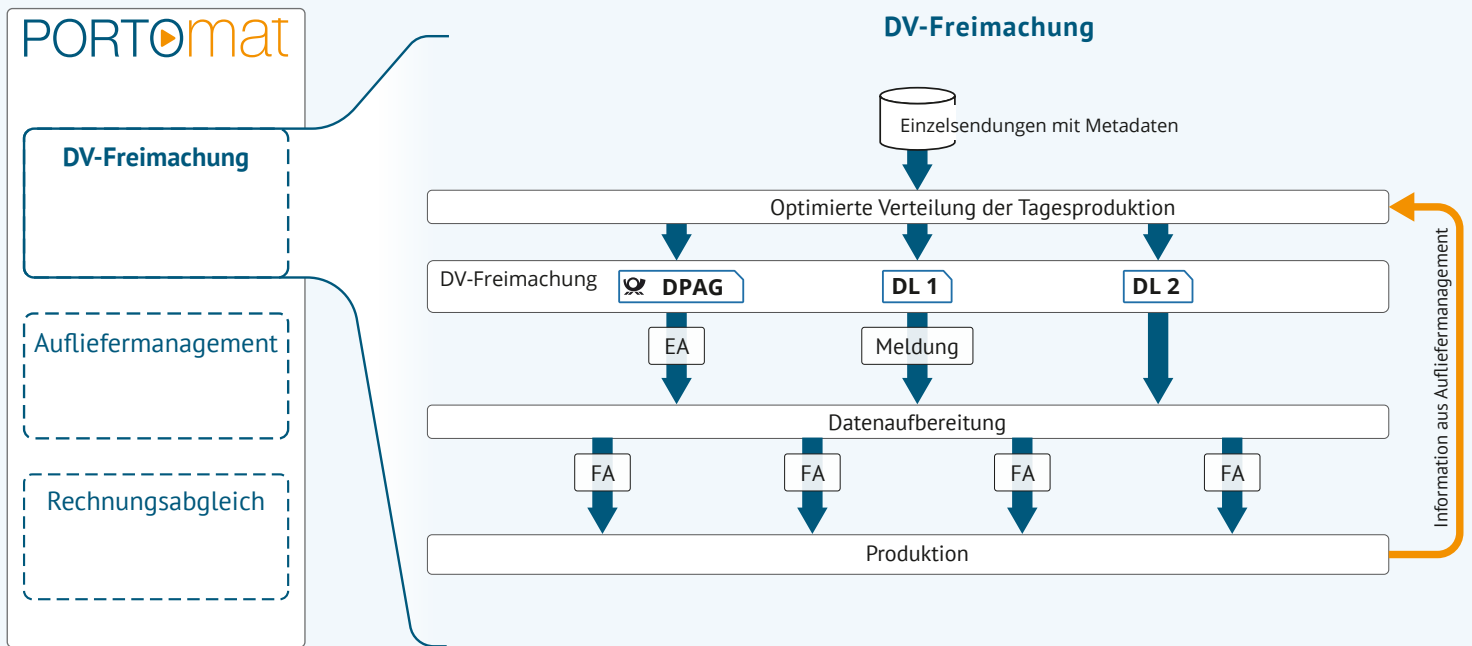 PORTOmat
DV-Freimachung
Aufliefermanagement
Rechnungsabgleich
DV-Freimachung
Einzelsendungen mit Metadaten
Optimierte Verteilung der Tagesproduktion
DV-Freimachung
DPAG
DL 1
DL 2
EA
Meldung
Datenaufbereitung
FA
FA
FA
FA
Produktion
Information aus Aufliefermanagement